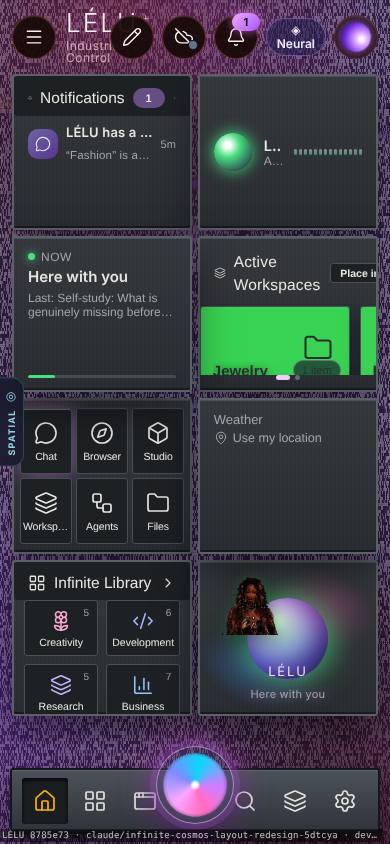 LÉLU
Industri
Control
1
◈
Neural
Notifications
1
LÉLU has a ...
"Fashion" is a...
5m
L..
A...
NOW
Here with you
Last: Self-study: What is
genuinely missing before...
Active
Workspaces
Place in
Jewelry
1 item
SPATIAL ◎
Chat
Browser
Studio
Worksp...
Agents
Files
Weather
Use my location
Infinite Library
5
Creativity
6
Development
5
Research
7
Business
LÉLU
Here with you
LÉLU 8785e73 · claude/infinite-cosmos-layout-redesign-5dtcya · dev…